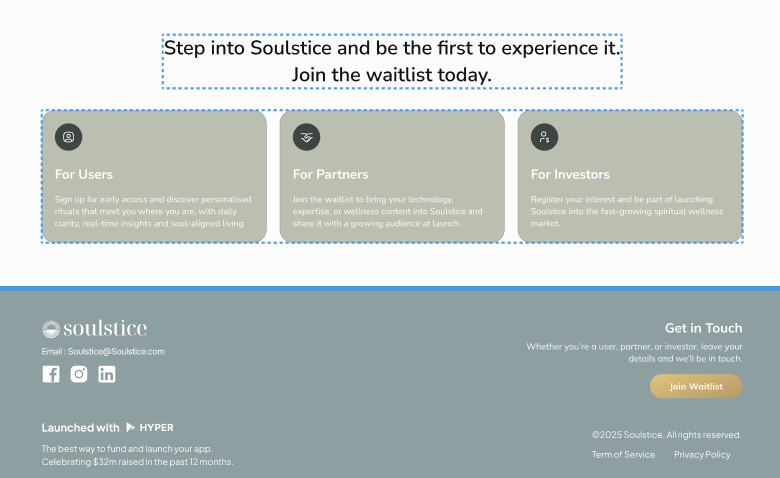 Step into Soulstice and be the first to experience it.
Join the waitlist today.
For Users
Sign up for early access and discover personalised
rituals that meet you where you are, with daily
clarity, real-time insights and soul-aligned living.
For Partners
Join the waitlist to bring your technology,
expertise, or wellness content into Soulstice and
share it with a growing audience at launch.
For Investors
Register your interest and be part of launching
Soulstice into the fast-growing spiritual wellness
market.
soulstice
Email : Soulstice@Soulstice.com
Launched with HYPER
The best way to fund and launch your app.
Celebrating $32m raised in the past 12 months.
Get in Touch
Whether you're a user, partner, or investor, leave your
details and we'll be in touch.
Join Waitlist
©2025 Soulstice. All rights reserved.
Term of Service Privacy Policy